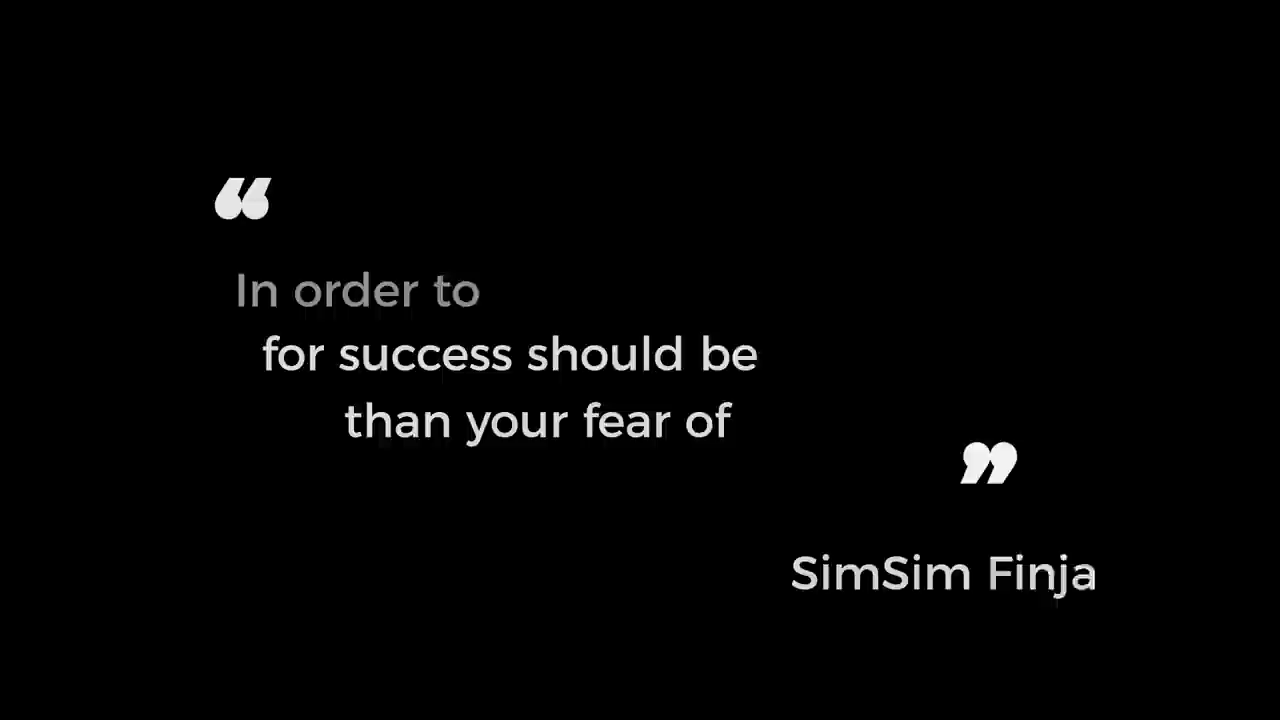 “
In order to
for success should be
than your fear of
”
SimSim Finja